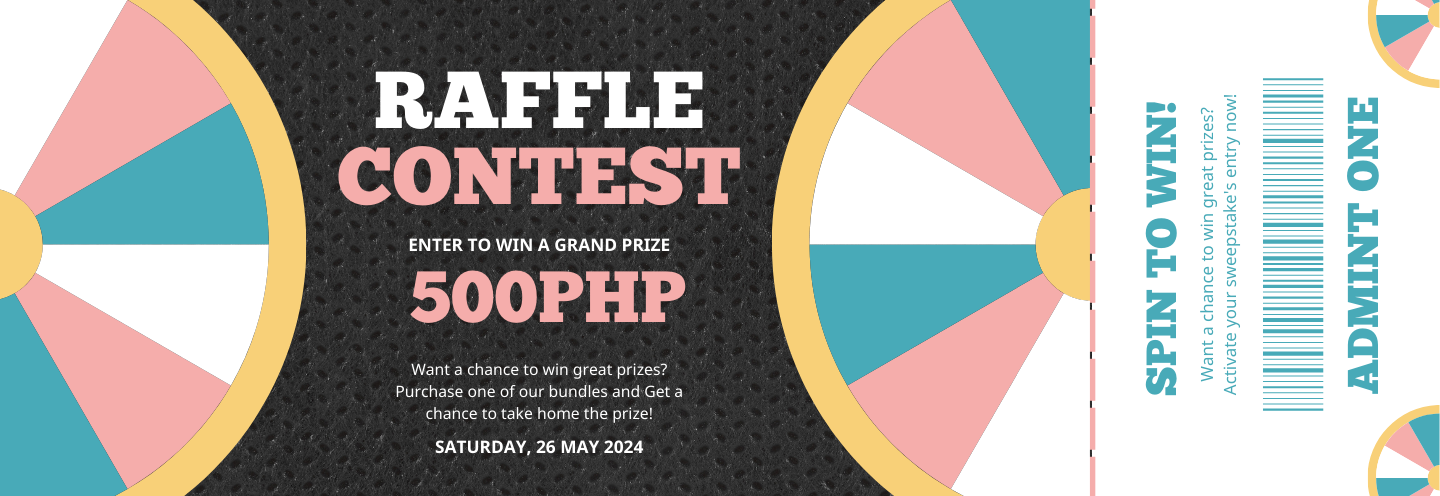 RAFFLE
CONTEST
ENTER TO WIN A GRAND PRIZE
500PHP
Want a chance to win great prizes?
Purchase one of our bundles and Get a
chance to take home the prize!
SATURDAY, 26 MAY 2024
SPIN TO WIN!
Want a chance to win great prizes?
Activate your sweepstake's entry now!
ADMINT ONE